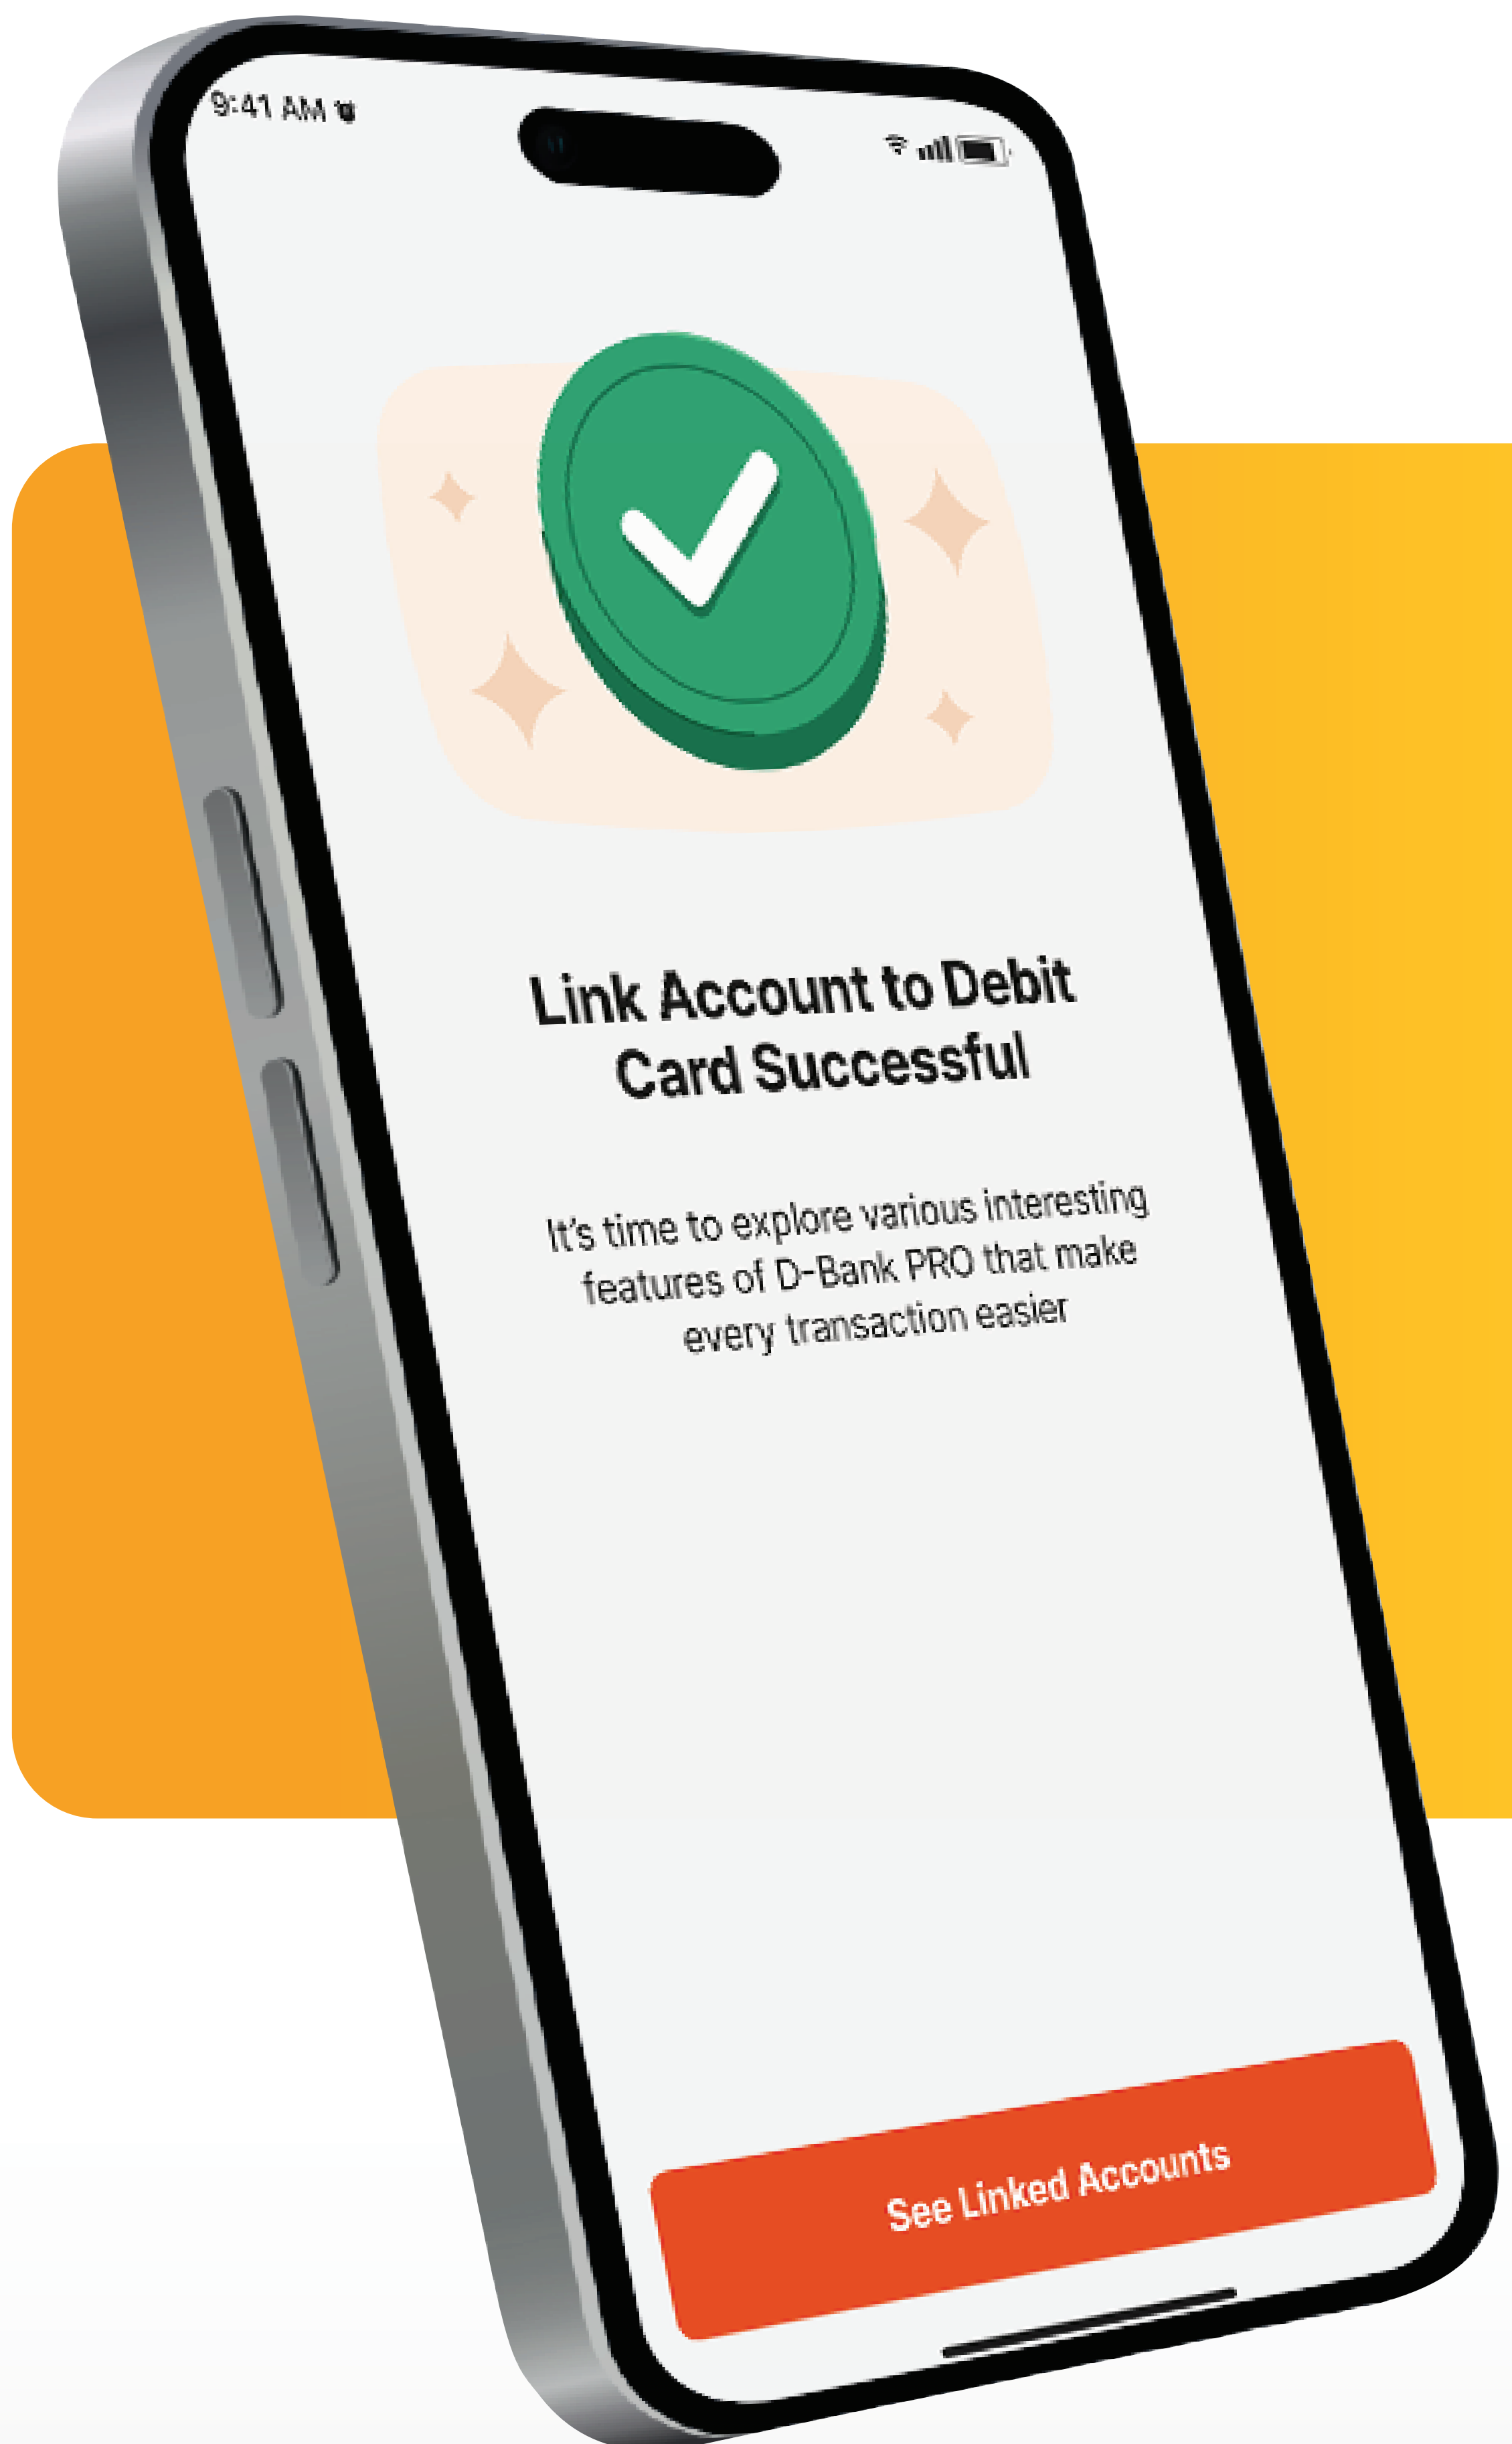 9:41 AM
Link Account to Debit
Card Successful
It's time to explore various interesting
features of D-Bank PRO that make
every transaction easier
See Linked Accounts